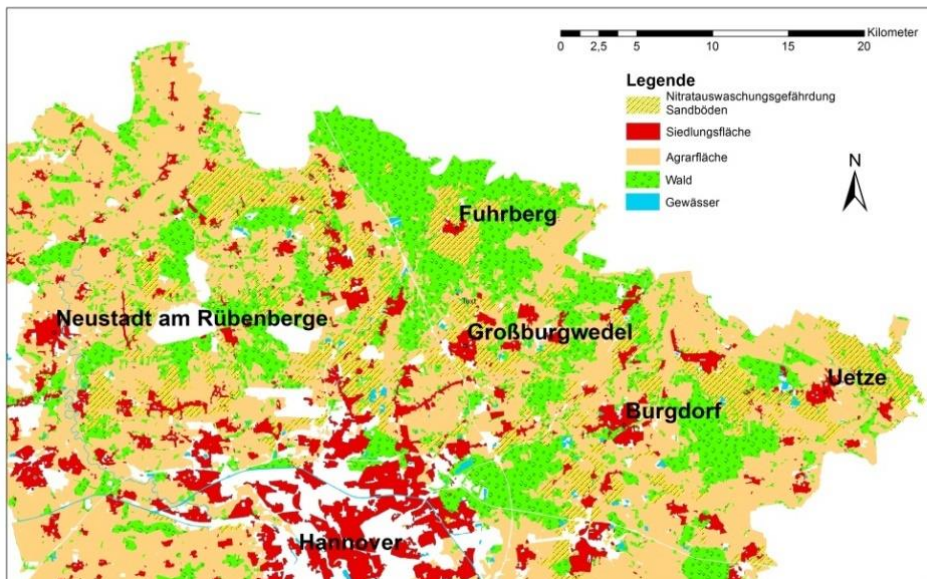 Kilometer
0 2,5 5 10 15 20
Legende
Nitratauswaschungsgefährdung
Sandböden
Siedlungsfläche
Agrarfläche
Wald
Gewässer
N
Fuhrberg
Text
Neustadt am Rübenberge
Großburgwedel
Uetze
Burgdorf
Hannover